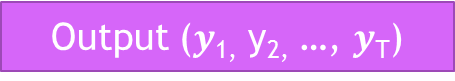 Output (y1, y2, ..., yT)